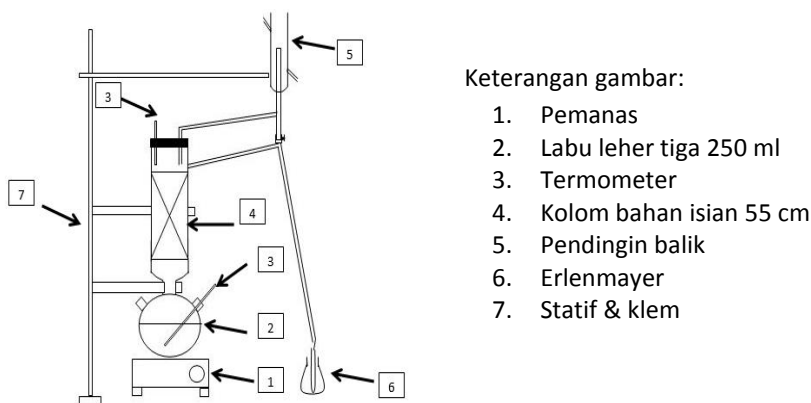 5
3
7
4
3
2
1
6
Keterangan gambar:
1. Pemanas
2. Labu leher tiga 250 ml
3. Termometer
4. Kolom bahan isian 55 cm
5. Pendingin balik
6. Erlenmayer
7. Statif & klem